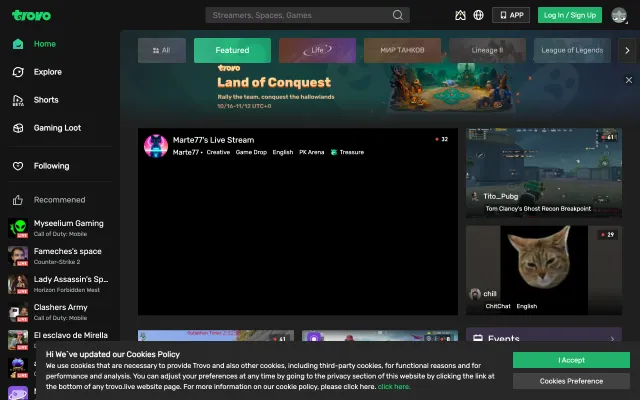 trovo
Streamers, Spaces, Games
APP
Log In / Sign Up
Home
Explore
BETA
Shorts
Gaming Loot
Following
Recommened
LIVE
Myseelium Gaming
Call of Duty: Mobile
LIVE
Fameches's space
Counter-Strike 2
LIVE
Lady Assassin's Sp...
Horizon Forbidden West
LIVE
Clashers Army
Call of Duty: Mobile
LIVE
El esclavo de Mirella
All
Featured
Life
МИР ТАНКОВ
Lineage II
League of Legends
trovo
Land of Conquest
Rally the team, conquest the hallowlands
10/16-11/12 UTC+0
Marte77's Live Stream
32
Marte77 • Creative Game Drop English PK Arena Treasure
61
Tito_Pubg
Tom Clancy's Ghost Recon Breakpoint
29
chill
ChitChat English
41
8
Events
Hi We`ve updated our Cookies Policy
We use cookies that are necessary to provide Trovo and also other cookies, including third-party cookies, for functional reasons and for
performance and analysis. You can adjust your preferences at any time by going to the privacy section of this website by clicking the link at
the bottom of any trovo.live website page. For more information on our cookie policy, please click here. click here.
I Accept
Cookies Preference